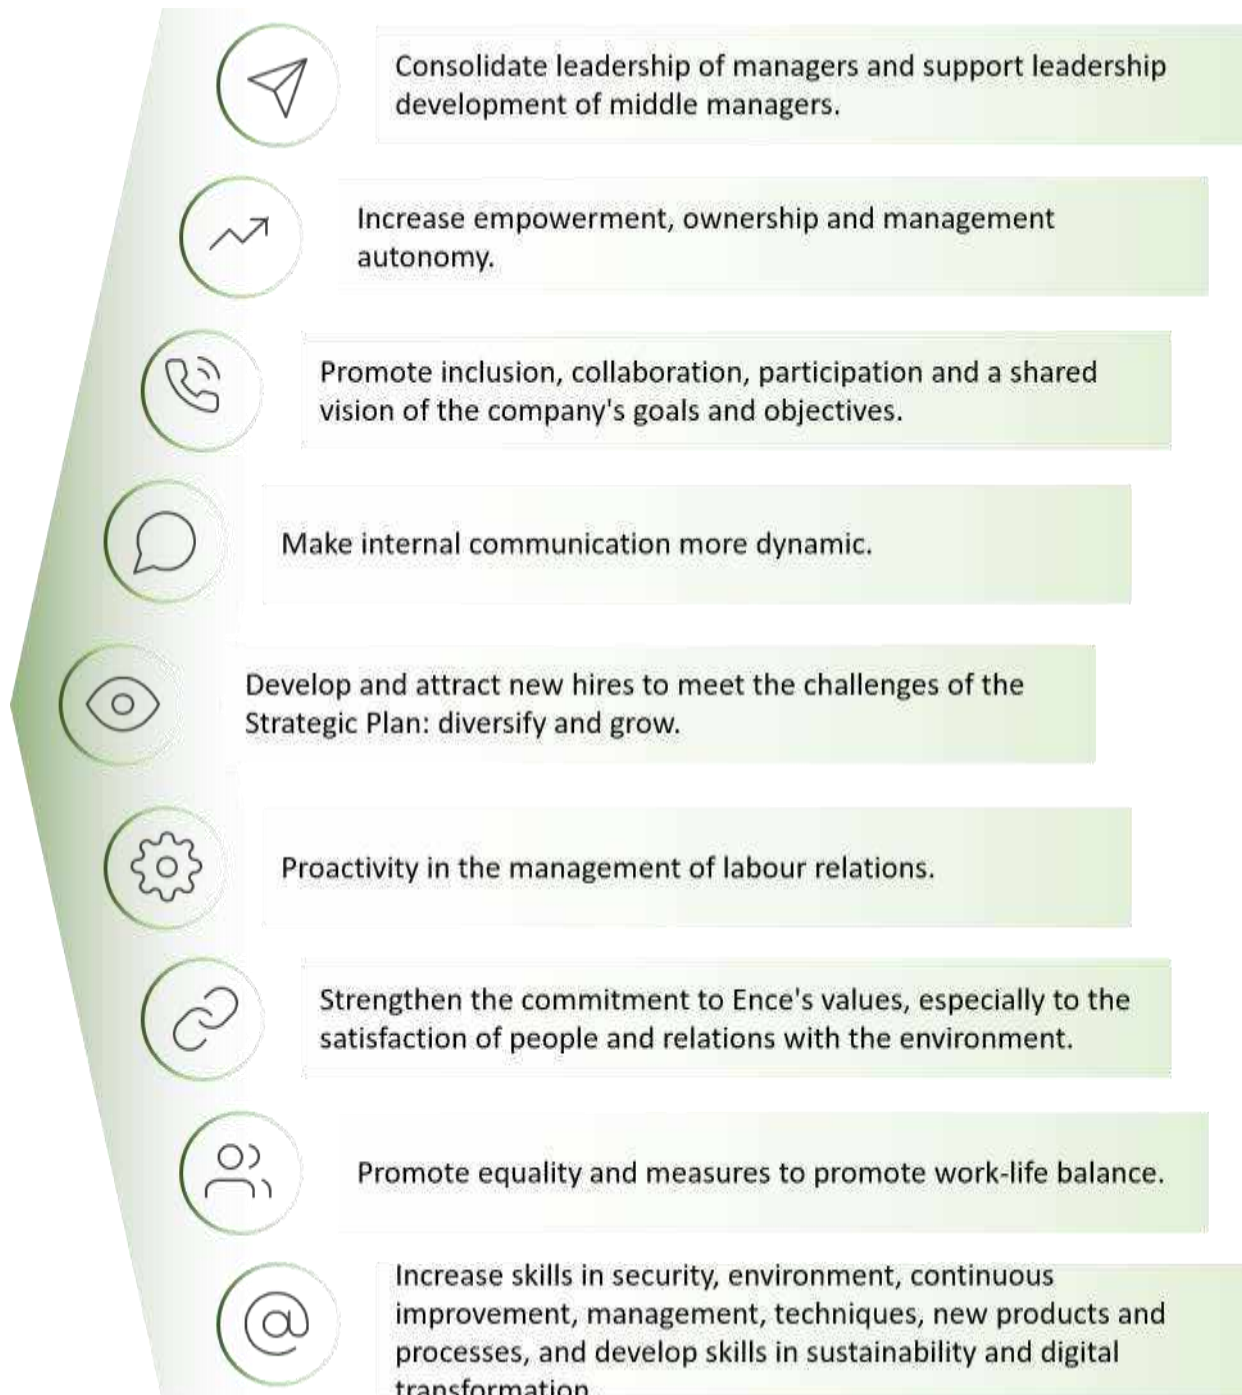 Consolidate leadership of managers and support leadership
development of middle managers.
Increase empowerment, ownership and management
autonomy.
Promote inclusion, collaboration, participation and a shared
vision of the company's goals and objectives.
Make internal communication more dynamic.
Develop and attract new hires to meet the challenges of the
Strategic Plan: diversify and grow.
Proactivity in the management of labour relations.
Strengthen the commitment to Ence's values, especially to the
satisfaction of people and relations with the environment.
Promote equality and measures to promote work-life balance.
Increase skills in security, environment, continuous
improvement, management, techniques, new products and
processes, and develop skills in sustainability and digital
transformation